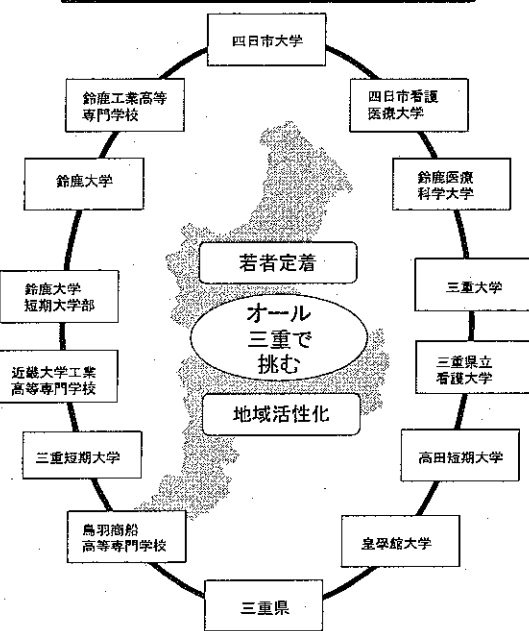 四日市大学
鈴鹿工業高等
専門学校
四日市看護
医療大学
鈴鹿大学
鈴鹿医療
科学大学
若者定着
鈴鹿大学
短期大学部
三重大学
オール
三重で
挑む
近畿大学工業
高等専門学校
三重県立
看護大学
地域活性化
三重短期大学
高田短期大学
鳥羽商船
高等専門学校
皇學館大学
三重県